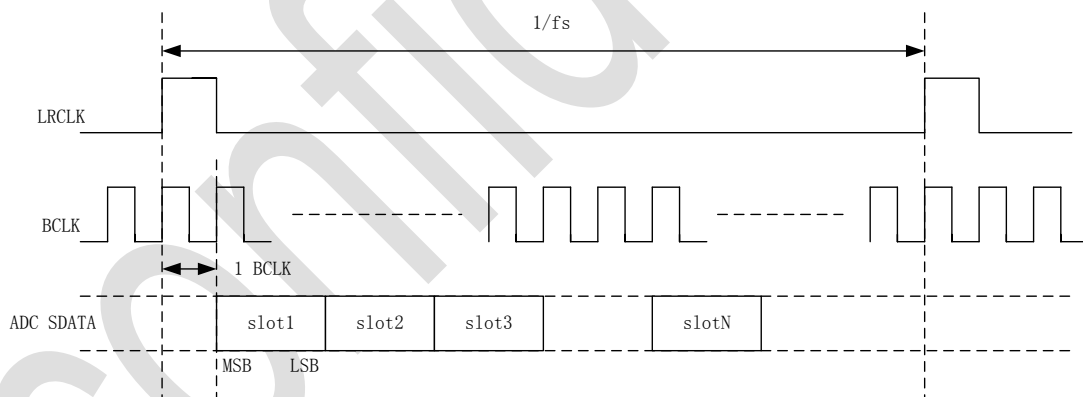 1/fs
LRCLK
BCLK
1 BCLK
ADC SDATA
slot1
slot2
slot3
slotN
MSB
LSB